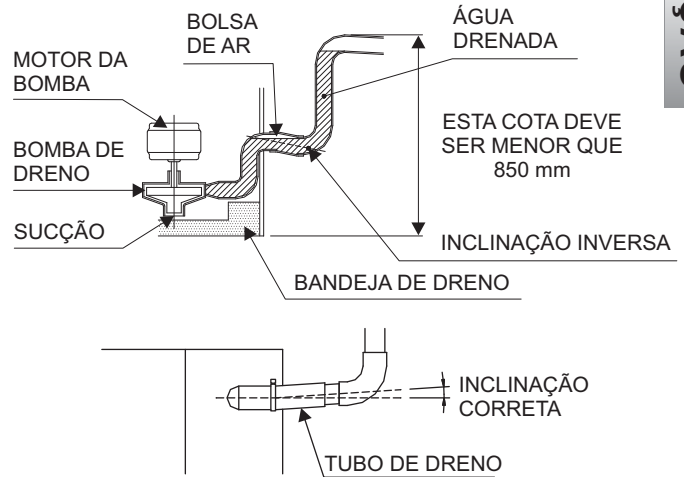 BOLSA
DE AR
ÁGUA
DRENADA
MOTOR DA
BOMBA
ESTA COTA DEVE
SER MENOR QUE
850 mm
BOMBA DE
DRENO
SUCÇÃO
INCLINAÇÃO INVERSA
BANDEJA DE DRENO
INCLINAÇÃO
CORRETA
TUBO DE DRENO